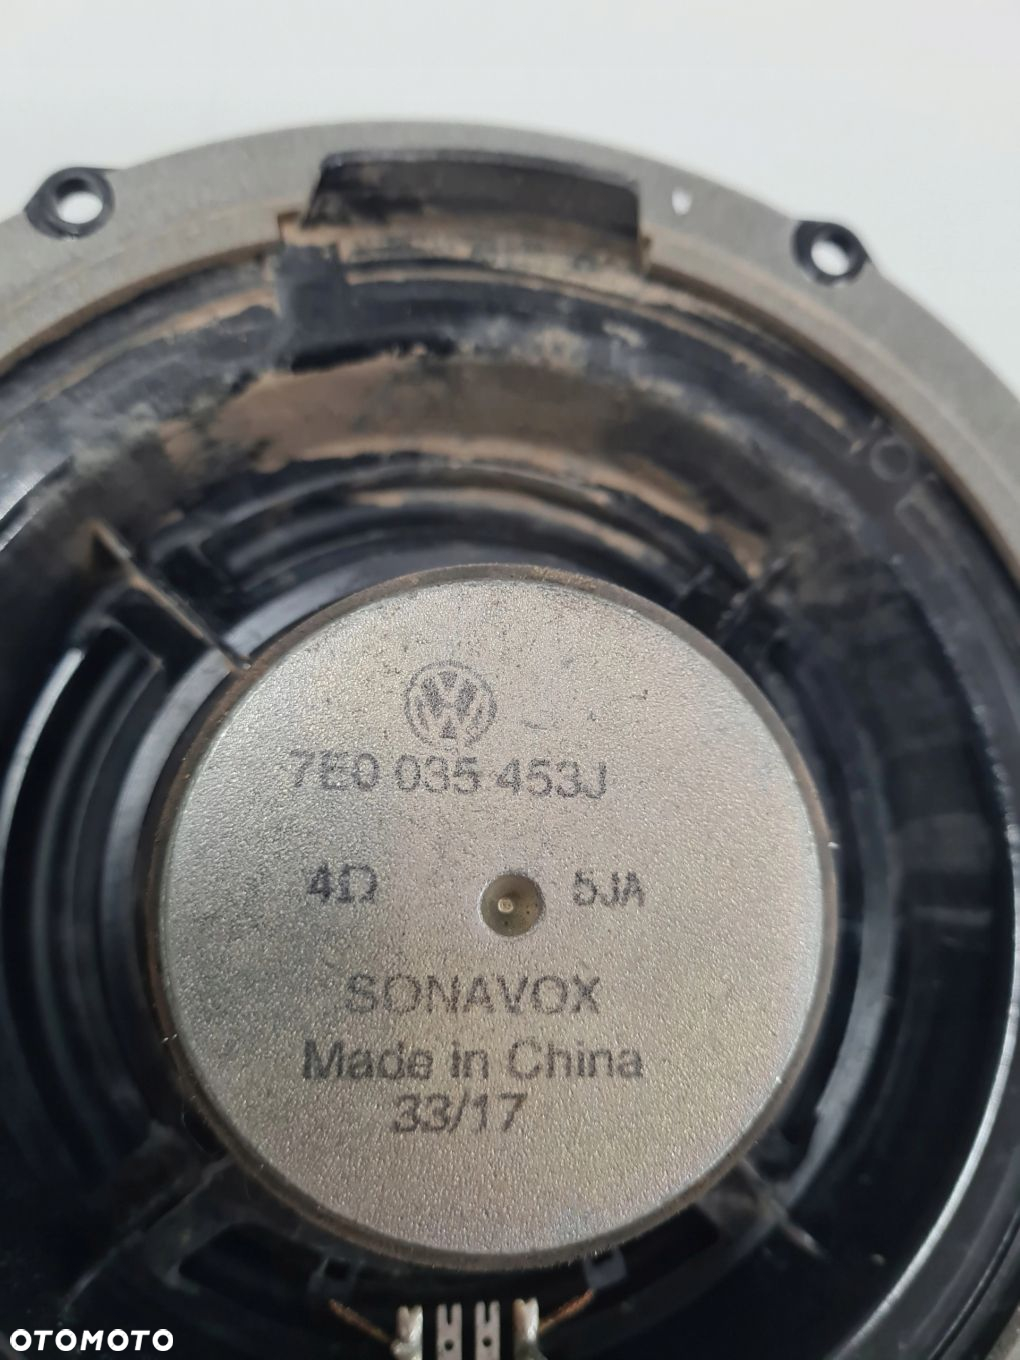 7E0 035 453J
4Ω 5JA
SONAVOX
Made in China
33/17
OTOMOTO